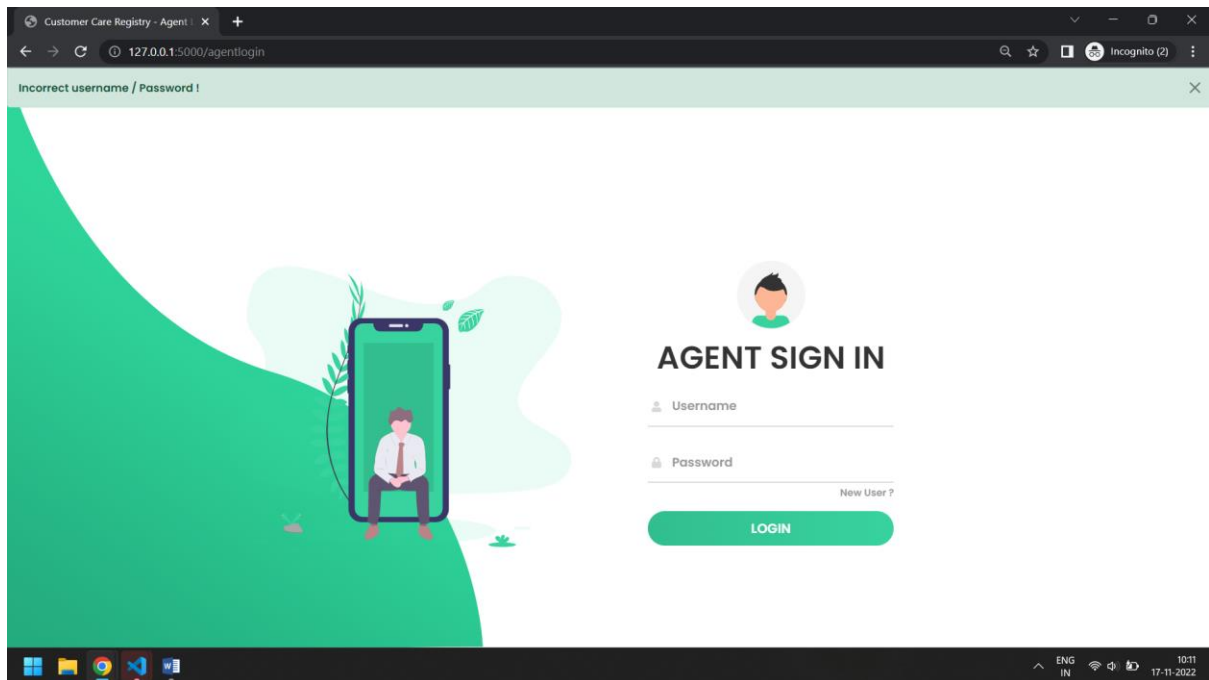 Customer Care Registry - Agent
127.0.0.1:5000/agentlogin
Incognito (2)
Incorrect username / Password !
AGENT SIGN IN
Username
Password
New User ?
LOGIN
ENG
IN
10:11
17-11-2022